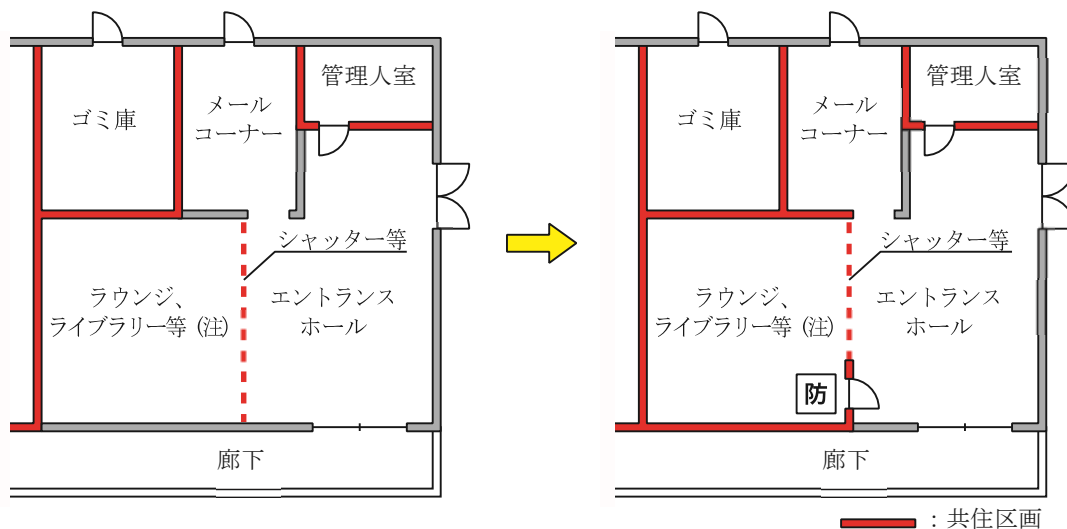 ゴミ庫
メール
コーナー
管理人室
シャッター等
ラウンジ、
ライブラリー等(注)
エントランス
ホール
廊下
ゴミ庫
メール
コーナー
管理人室
シャッター等
ラウンジ、
ライブラリー等(注)
エントランス
ホール
防
廊下
:共住区画